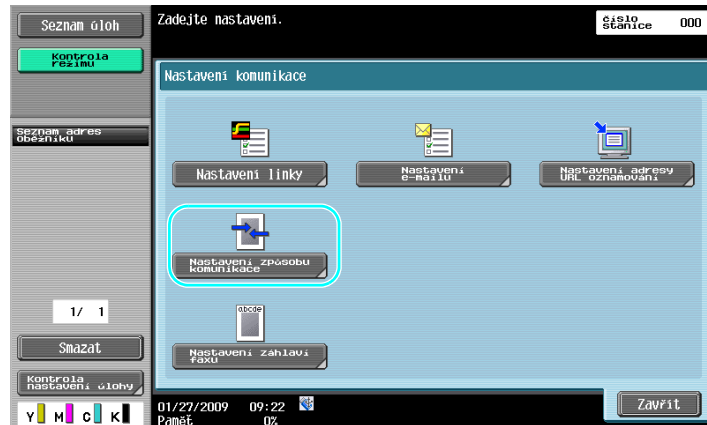 Seznam úloh
Kontrola
režimu
Seznam adres
oběžníku
1/ 1
Smazat
Kontrola
nastavení úlohy
Y M C K
Zadejte nastavení.
číslo
stanice 000
Nastavení komunikace
Nastavení linky
Nastavení
e-mailu
Nastavení adresy
URL oznamování
Nastavení způsobu
komunikace
abcde
Nastavení záhlaví
faxu
01/27/2009 09:22
Paměť 0%
Zavřít